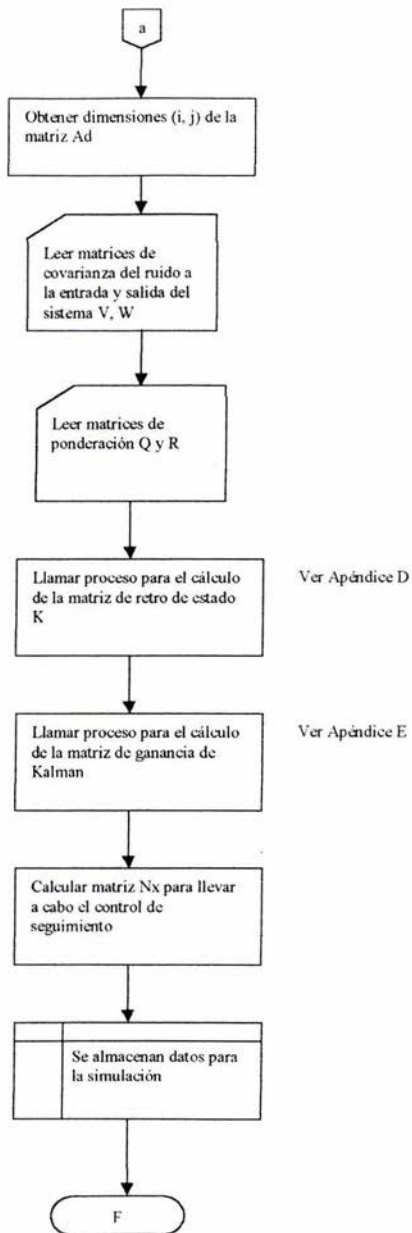 a
Obtener dimensiones (i, j) de la
matriz Ad
Leer matrices de
covarianza del ruido a
la entrada y salida del
sistema V, W
Leer matrices de
ponderación Q y R
Llamar proceso para el cálculo
de la matriz de retro de estado
K
Ver Apéndice D
Llamar proceso para el cálculo
de la matriz de ganancia de
Kalman
Ver Apéndice E
Calcular matriz Nx para llevar
a cabo el control de
seguimiento
Se almacenan datos para
la simulación
F